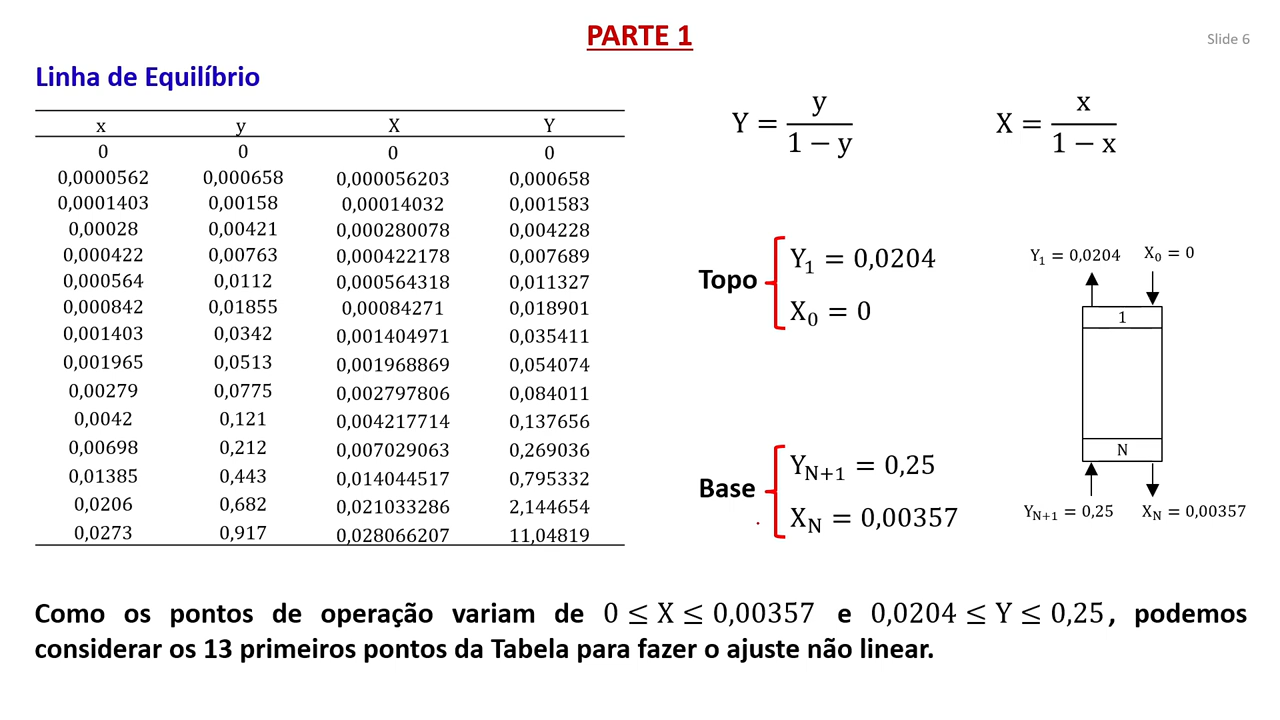 PARTE 1
Slide 6
Linha de Equilíbrio
x y X Y
0 0 0 0
0,0000562 0,000658 0,000056203 0,000658
0,0001403 0,00158 0,00014032 0,001583
0,00028 0,00421 0,000280078 0,004228
0,000422 0,00763 0,000422178 0,007689
0,000564 0,0112 0,000564318 0,011327
0,000842 0,01855 0,00084271 0,018901
0,001403 0,0342 0,001404971 0,035411
0,001965 0,0513 0,001968869 0,054074
0,00279 0,0775 0,002797806 0,084011
0,0042 0,121 0,004217714 0,137656
0,00698 0,212 0,007029063 0,269036
0,01385 0,443 0,014044517 0,795332
0,0206 0,682 0,021033286 2,144654
0,0273 0,917 0,028066207 11,04819
Y = y / (1 − y)
X = x / (1 − x)
Topo
Y₁ = 0,0204
X₀ = 0
Base
Y_N+1 = 0,25
X_N = 0,00357
Y₁ = 0,0204 X₀ = 0
1
N
Y_N+1 = 0,25 X_N = 0,00357
Como os pontos de operação variam de 0 ≤ X ≤ 0,00357 e 0,0204 ≤ Y ≤ 0,25, podemos
considerar os 13 primeiros pontos da Tabela para fazer o ajuste não linear.